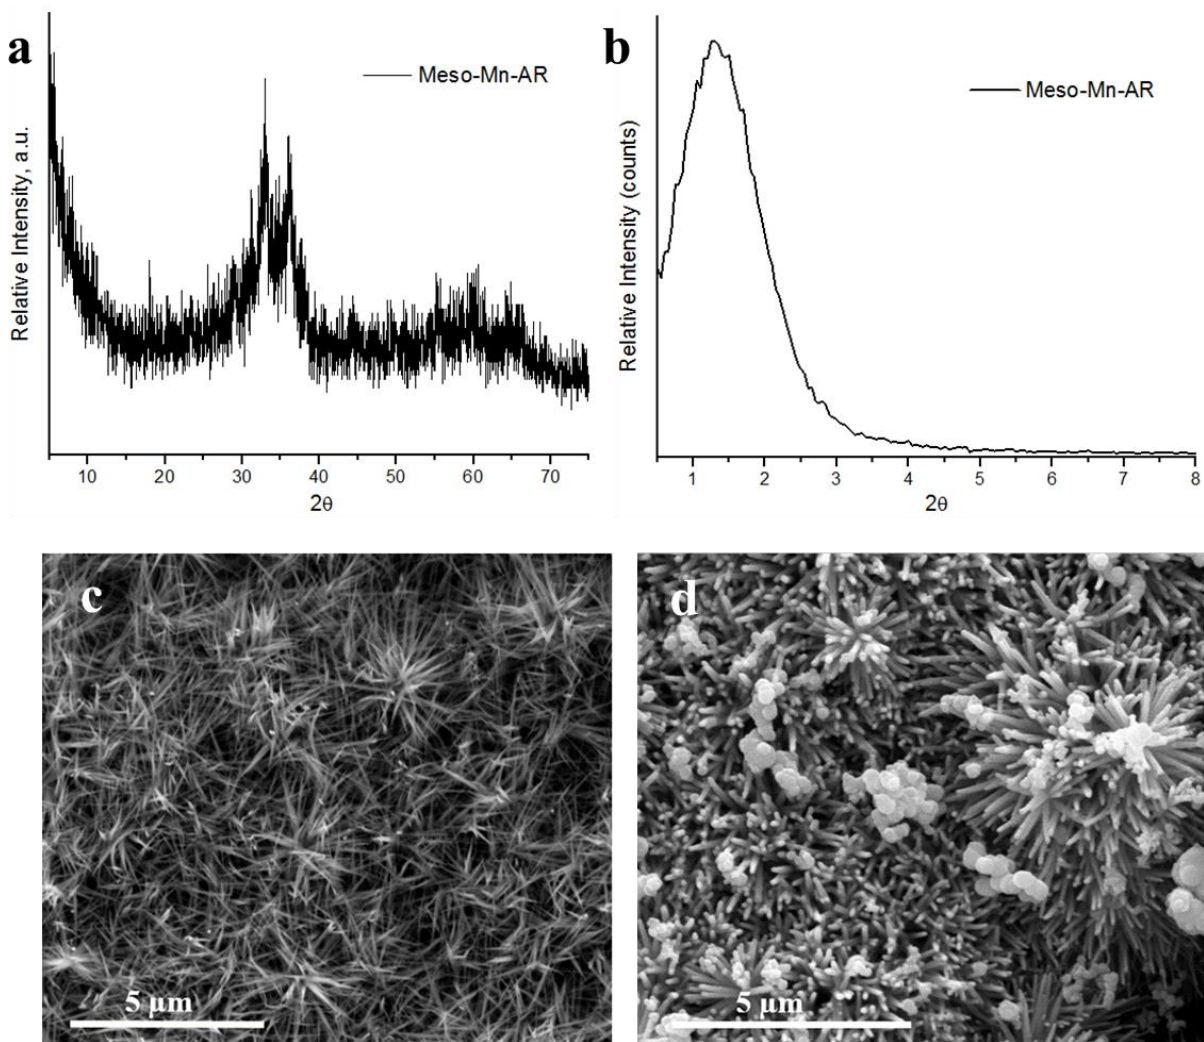 a
Meso-Mn-AR
Relative Intensity, a.u.
10 20 30 40 50 60 70
2θ
b
Meso-Mn-AR
Relative Intensity (counts)
1 2 3 4 5 6 7 8
2θ
c
5 μm
d
5 μm